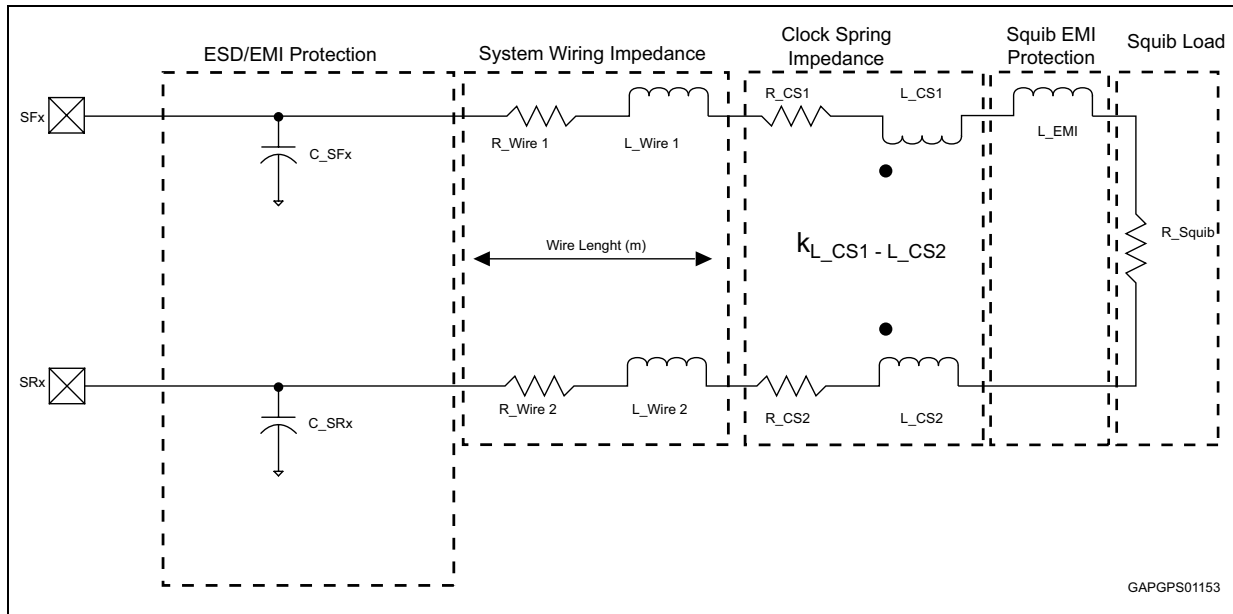 ESD/EMI Protection
System Wiring Impedance
Clock Spring
Impedance
Squib EMI
Protection
Squib Load
SFx
C_SFx
R_Wire 1
L_Wire 1
R_CS1
L_CS1
L_EMI
R_Squib
Wire Lenght (m)
kL_CS1 - L_CS2
SRx
C_SRx
R_Wire 2
L_Wire 2
R_CS2
L_CS2
GAPGPS01153